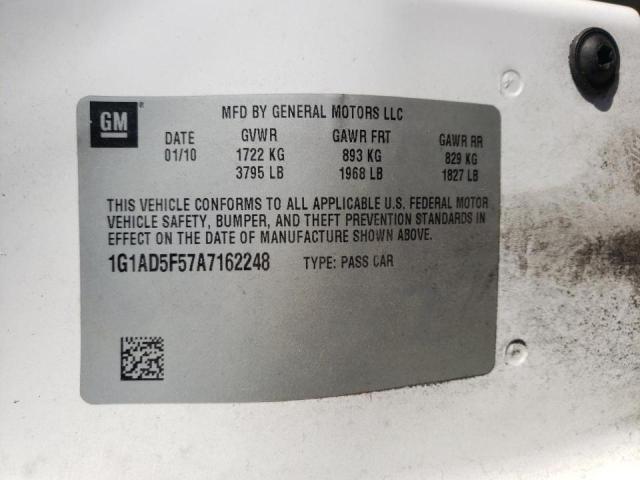 GM®
MFD BY GENERAL MOTORS LLC
DATE GVWR GAWR FRT GAWR RR
01/10 1722 KG 893 KG 829 KG
3795 LB 1968 LB 1827 LB
THIS VEHICLE CONFORMS TO ALL APPLICABLE U.S. FEDERAL MOTOR
VEHICLE SAFETY, BUMPER, AND THEFT PREVENTION STANDARDS IN
EFFECT ON THE DATE OF MANUFACTURE SHOWN ABOVE.
1G1AD5F57A7162248 TYPE: PASS CAR